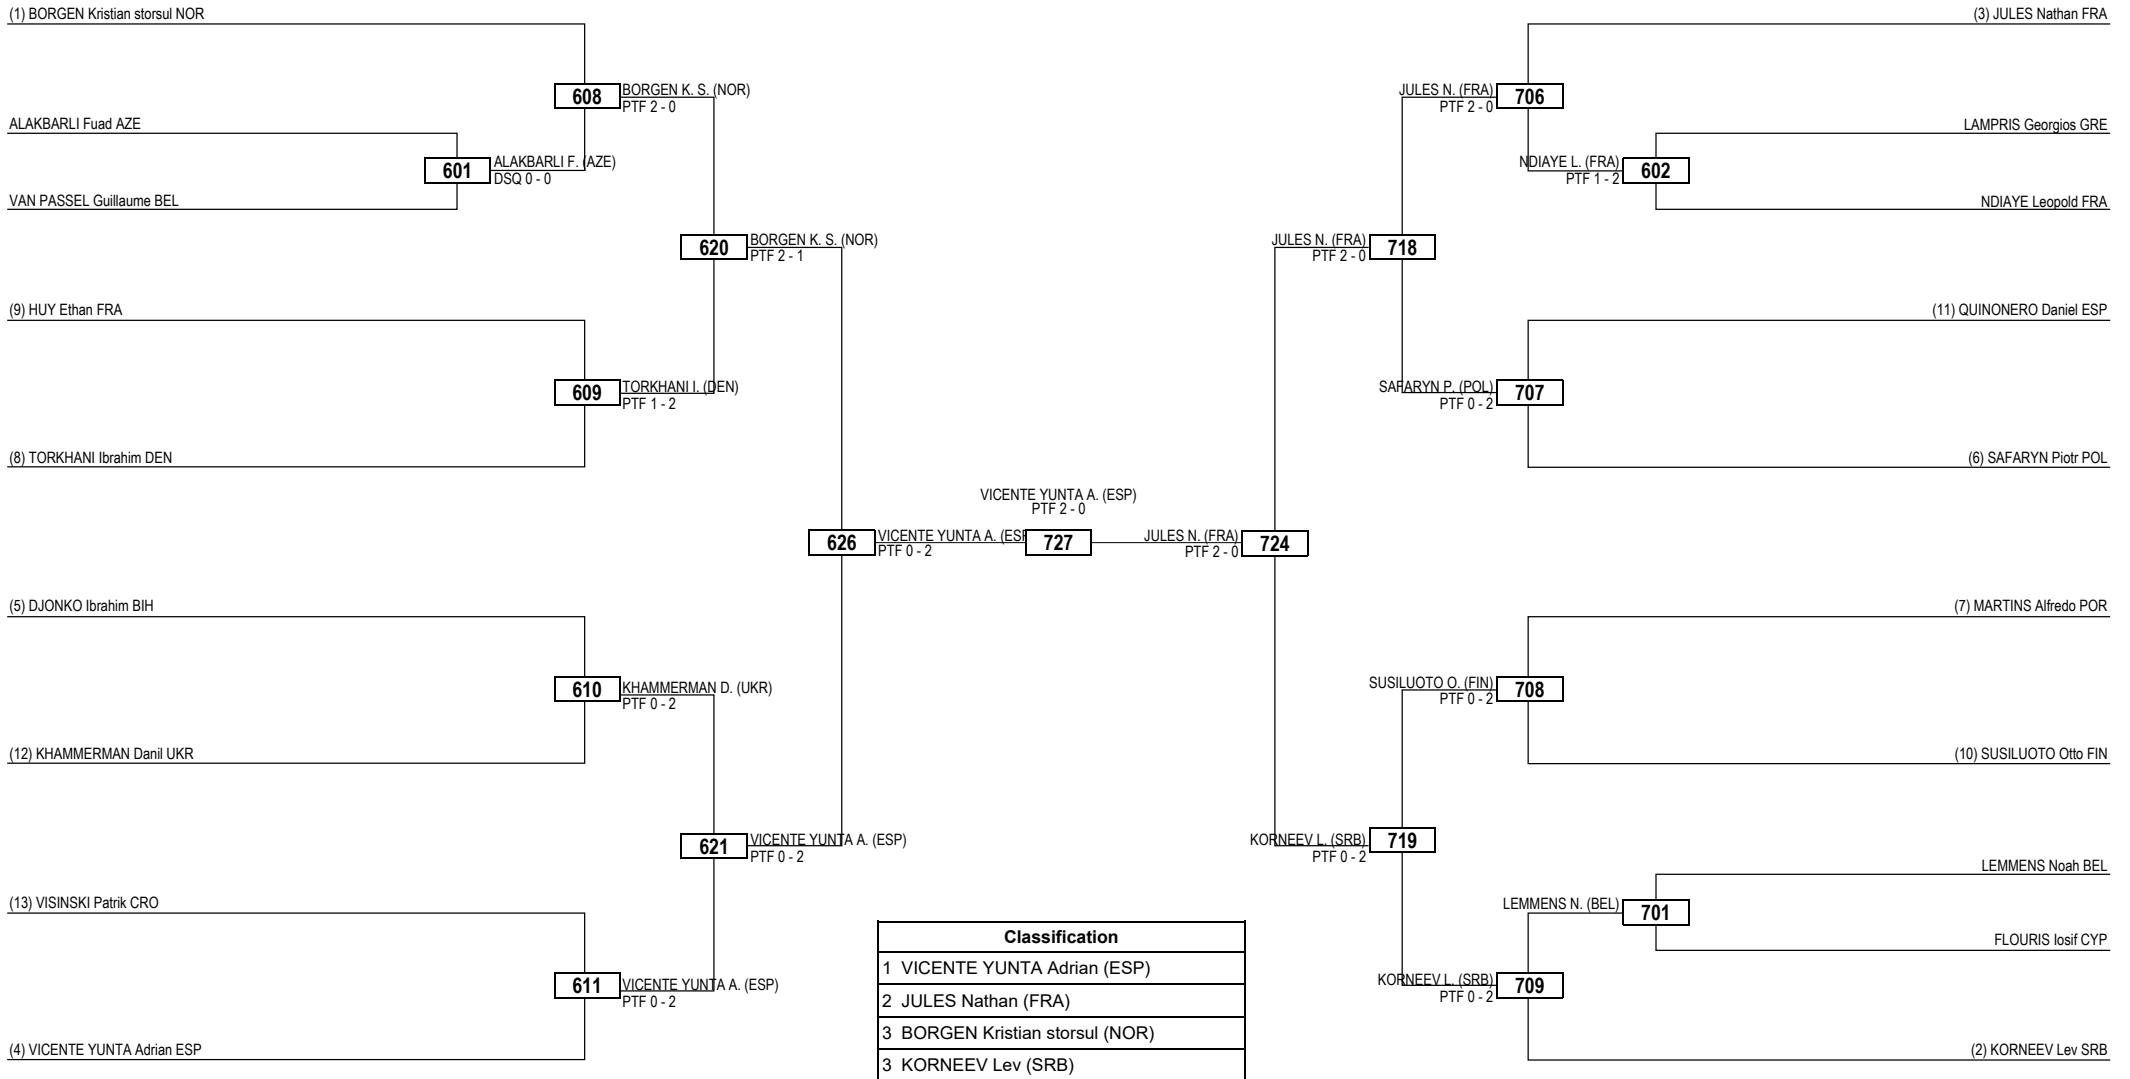 (1) BORGEN Kristian storsul NOR
(3) JULES Nathan FRA
608
BORGEN K. S. (NOR)
PTF 2 - 0
JULES N. (FRA)
PTF 2 - 0
706
ALAKBARLI Fuad AZE
LAMPRIS Georgios GRE
601
ALAKBARLI F. (AZE)
DSQ 0 - 0
NDIAYE L. (FRA)
PTF 1 - 2
602
VAN PASSEL Guillaume BEL
NDIAYE Leopold FRA
620
BORGEN K. S. (NOR)
PTF 2 - 1
JULES N. (FRA)
PTF 2 - 0
718
(9) HUY Ethan FRA
(11) QUINONERO Daniel ESP
609
TORKHANI I. (DEN)
PTF 1 - 2
SAFARYN P. (POL)
PTF 0 - 2
707
(8) TORKHANI Ibrahim DEN
(6) SAFARYN Piotr POL
VICENTE YUNTA A. (ESP)
PTF 2 - 0
626
VICENTE YUNTA A. (ESP
PTF 0 - 2
727
JULES N. (FRA)
PTF 2 - 0
724
(5) DJONKO Ibrahim BIH
(7) MARTINS Alfredo POR
610
KHAMMERMAN D. (UKR)
PTF 0 - 2
SUSILUOTO O. (FIN)
PTF 0 - 2
708
(12) KHAMMERMAN Danil UKR
(10) SUSILUOTO Otto FIN
621
VICENTE YUNTA A. (ESP)
PTF 0 - 2
KORNEEV L. (SRB)
PTF 0 - 2
719
LEMMENS Noah BEL
(13) VISINSKI Patrik CRO
LEMMENS N. (BEL)
701
FLOURIS Iosif CYP
611
VICENTE YUNTA A. (ESP)
PTF 0 - 2
KORNEEV L. (SRB)
PTF 0 - 2
709
(4) VICENTE YUNTA Adrian ESP
(2) KORNEEV Lev SRB
Classification
1 VICENTE YUNTA Adrian (ESP)
2 JULES Nathan (FRA)
3 BORGEN Kristian storsul (NOR)
3 KORNEEV Lev (SRB)